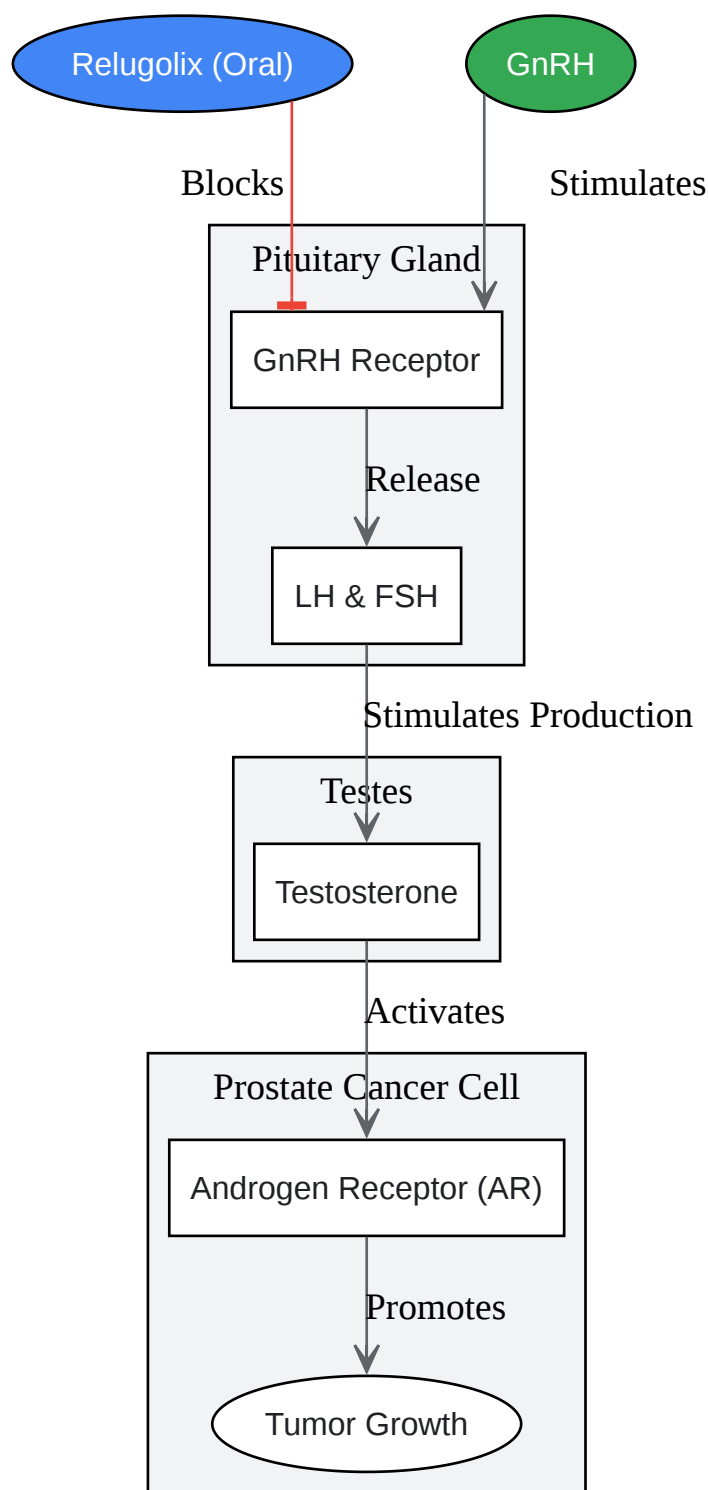 Relugolix (Oral)
GnRH
Blocks
Stimulates
Pituitary Gland
GnRH Receptor
Release
LH & FSH
Stimulates Production
Testes
Testosterone
Activates
Prostate Cancer Cell
Androgen Receptor (AR)
Promotes
Tumor Growth